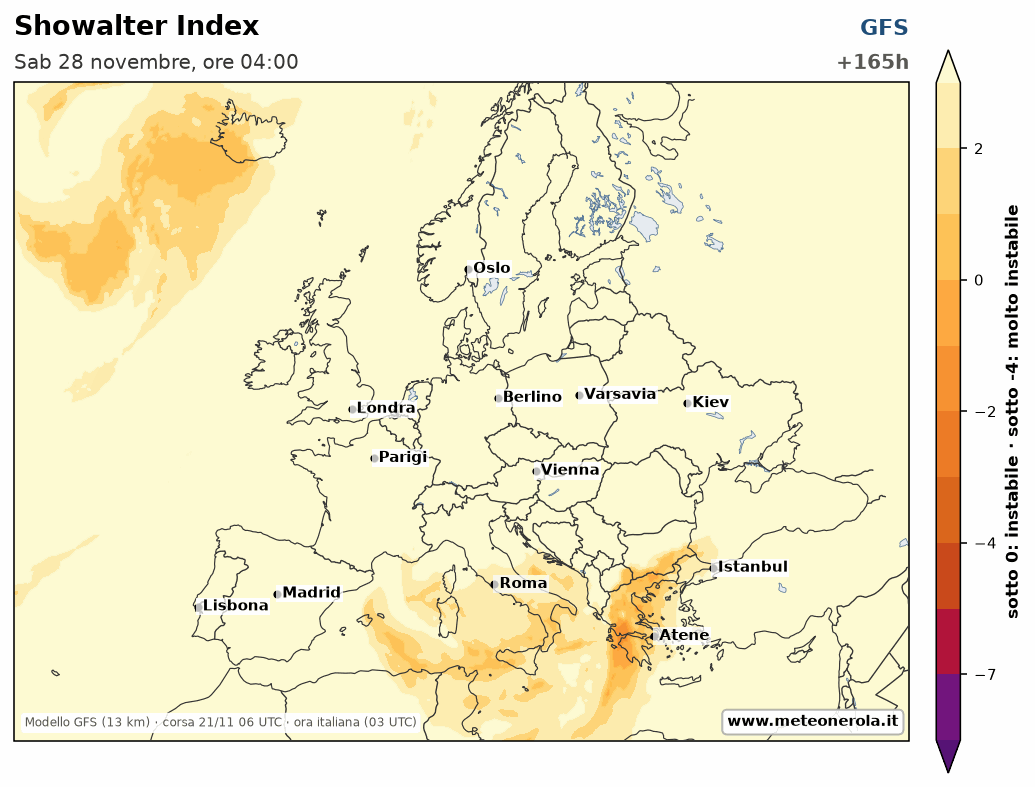 Showalter Index
GFS
Sab 28 novembre, ore 04:00
+165h
Oslo
Berlino
Varsavia
Kiev
Londra
Parigi
Vienna
Istanbul
Roma
Madrid
Lisbona
Atene
Modello GFS (13 km) · corsa 21/11 06 UTC · ora italiana (03 UTC)
www.meteonerola.it
2
0
−2
−4
−7
sotto 0: instabile · sotto -4: molto instabile